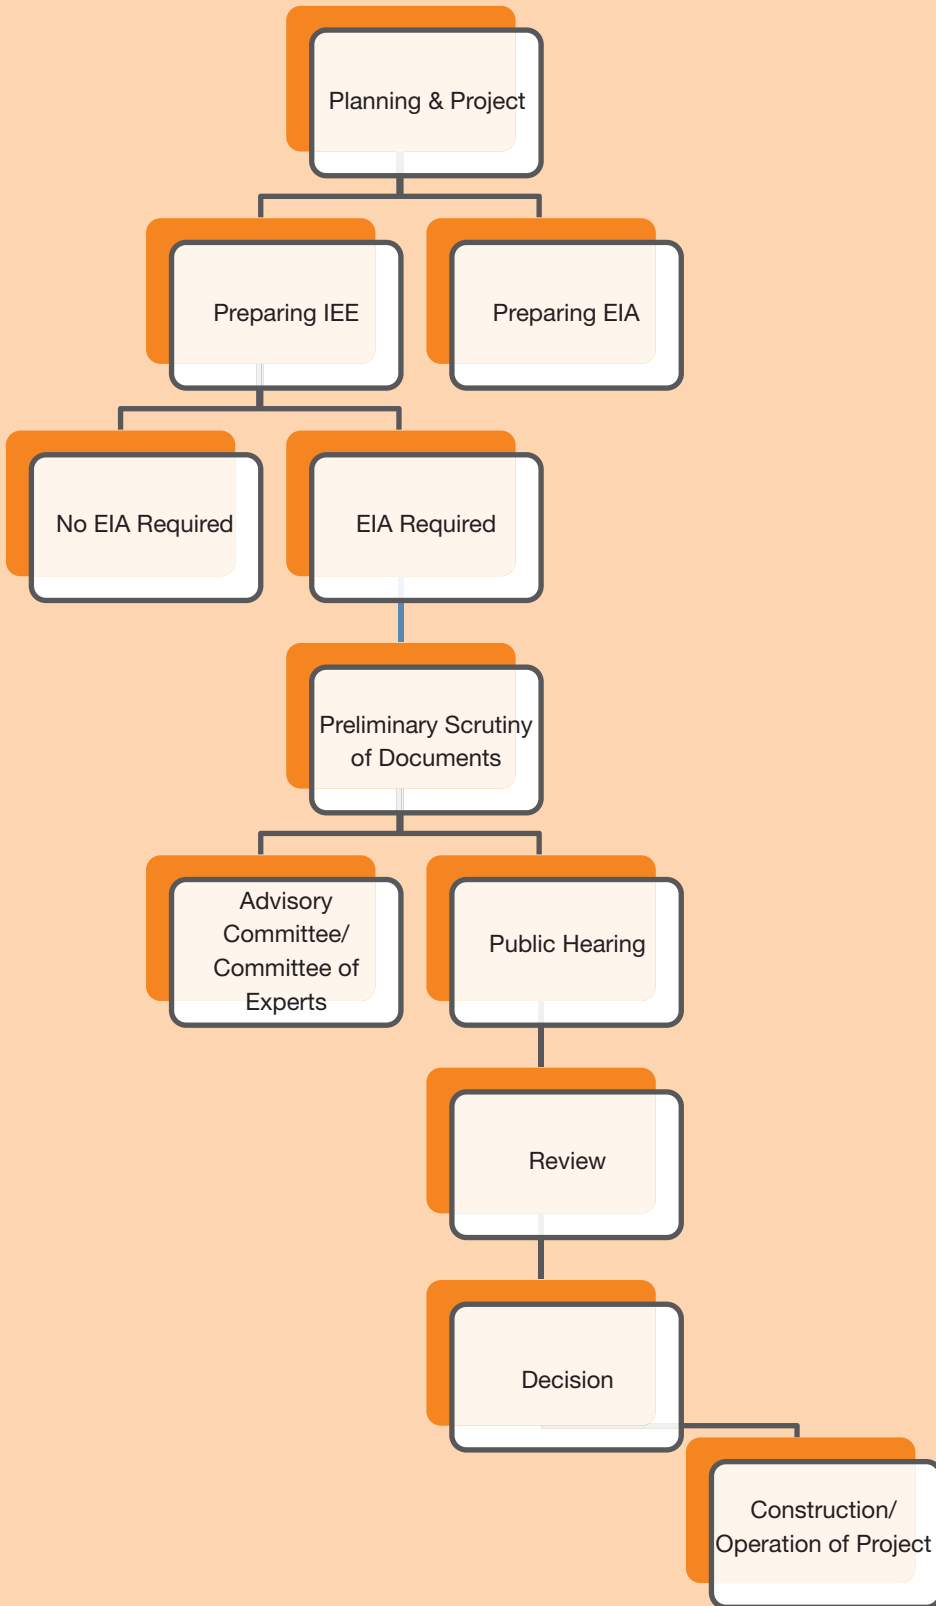 Planning & Project
Preparing IEE
Preparing EIA
No EIA Required
EIA Required
Preliminary Scrutiny
of Documents
Advisory
Committee/
Committee of
Experts
Public Hearing
Review
Decision
Construction/
Operation of Project